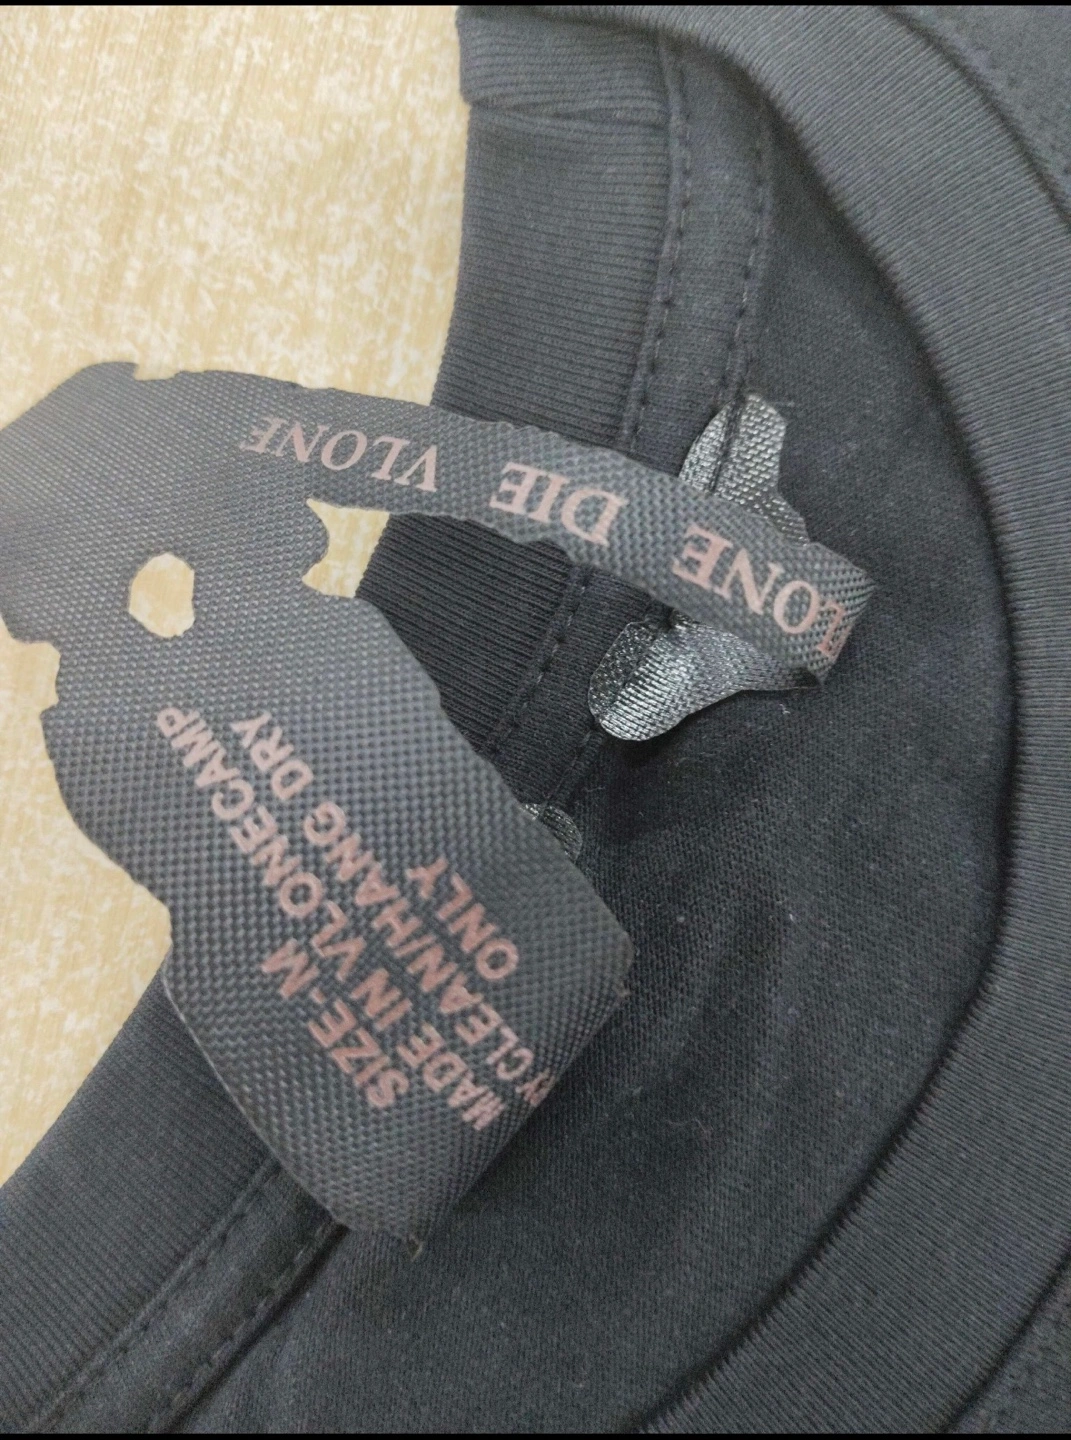 VLONE DIE LONE
SIZE-M
MADE IN VLONECAMP
CLEAN/HANG DRY
ONLY